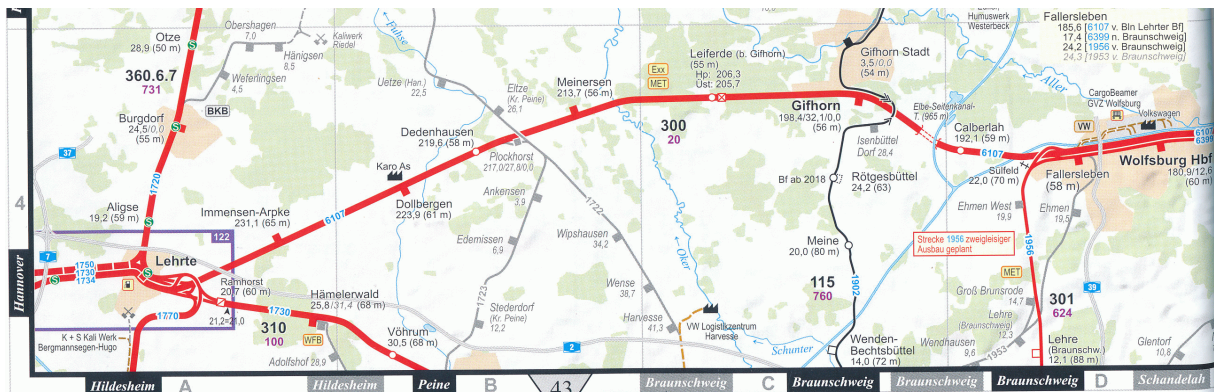 Otze
28,9 (50 m)
360.6.7
731
Burgdorf
24,5/0,0
(55 m)
BKB
Obershagen
7,0
Kaliwerk
Riedel
Hänigsen
8,5
Weferlingsen
4,5
37
1720
Aligse
19,2 (59 m)
4
Hannover
7
122
1750
1730
1734
Lehrte
1770
K + S Kali Werk
Bergmannsegen-Hugo
Ramhorst
20,7 (60 m)
21,2=21,0
1730
310
100
Hämelerwald
25,8/31,4 (68 m)
WFB
Adolfshof 28,9
Vöhrum
30,5 (68 m)
Immensen-Arpke
231,1 (65 m)
6107
Karo As
Dollbergen
223,9 (61 m)
Dedenhausen
219,6 (58 m)
Fuhse
Uetze (Han.)
22,5
Eltze
(Kr. Peine)
26,1
Plockhorst
217,0/27,8/0,0
Ankensen
3,9
Edemissen
6,9
1723
Stederdorf
(Kr. Peine)
12,2
1722
Wipshausen
34,2
Wense
38,7
Harvesse
41,3
2
Meinersen
213,7 (56 m)
Exx
MET
Leiferde (b. Gifhorn)
(55 m)
Hp: 206,3
Üst: 205,7
300
20
Oker
VW Logistikzentrum
Harvesse
Schunter
Gifhorn Stadt
3,5/0,0
(54 m)
Gifhorn
198,4/32,1/0,0
(56 m)
Isenbüttel
Dorf 28,4
Bf ab 2018
Rötgesbüttel
24,2 (63)
Meine
20,0 (80 m)
115
760
1902
Wenden-
Bechtsbüttel
14,0 (72 m)
Humuswerk
Westerbeck
Elbe-Seitenkanal-
T. (965 m)
Aller
Calberlah
192,1 (59 m)
6107
Sülfeld
22,0 (70 m)
Fallersleben
185,6 [6107 v. Bln Lehrter Bf]
17,4 [6399 n. Braunschweig]
24,2 [1956 v. Braunschweig]
24,3 [1953 v. Braunschweig]
CargoBeamer
GVZ Wolfsburg
VW
Volkswagen
6107
6399
Wolfsburg Hbf
180,9/12,6
(60 m)
Fallersleben
(58 m)
Ehmen West
19,9
Ehmen
19,5
Strecke 1956 zweigleisiger
Ausbau geplant
1956
MET
Groß Brunsrode
14,7
Lehre
(Braunschweig)
12,3
Wendhausen
9,6
1953
301
624
39
Lehre
(Braunschw.)
12,1 (88 m)
Glentorf
10,8
Hildesheim
A
Hildesheim
Peine
B
43
Braunschweig
C
Braunschweig
Braunschweig
Braunschweig
D
Schandelah